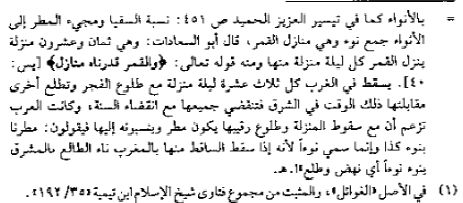 = بالأنواء كما في تيسير العزيز الحميد ص ٤٥١: نسبة السقيا ومجيء المطر إلى
الأنواء جمع نوء وهي منازل القمر، قال أبو السعادات: وهي ثمان وعشرون منزلة
ينزل القمر كل ليلة منزلة منها ومنه قوله تعالى: ﴿والقمر قدرناه منازل﴾ [يس:
٤٠]. يسقط في الغرب كل ثلاث عشرة ليلة منزلة مع طلوع الفجر وتطلع أخرى
مقابلتها ذلك الوقت في الشرق فتنقضي جميعها مع انقضاء السنة، وكانت العرب
تزعم أن مع سقوط المنزلة وطلوع رقيبها يكون مطر وينسبونه إليها فيقولون: مطرنا
بنوء كذا وإنما سمي نوءاً لأنه إذا سقط الساقط منها بالمغرب ناء الطالع بالمشرق
ينوء نوءاً أي نهض وطلع» ا.هـ.
(١) في الأصل «الغوائل»، والمثبت من مجموع فتاوى شيخ الإسلام ابن تيمية (١٩٢/٣٥).